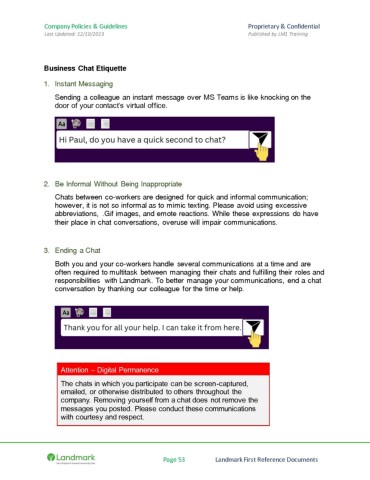 Company Policies & Guidelines Proprietary & Confidential
Last Updated: 12/10/2023 Published by LMI Training
Business Chat Etiquette
1. Instant Messaging
Sending a colleague an instant message over MS Teams is like knocking on the
door of your contact's virtual office.
Aa
Hi Paul, do you have a quick second to chat?
2. Be Informal Without Being Inappropriate
Chats between co-workers are designed for quick and informal communication;
however, it is not so informal as to mimic texting. Please avoid using excessive
abbreviations, .Gif images, and emote reactions. While these expressions do have
their place in chat conversations, overuse will impair communications.
3. Ending a Chat
Both you and your co-workers handle several communications at a time and are
often required to multitask between managing their chats and fulfilling their roles and
responsibilities with Landmark. To better manage your communications, end a chat
conversation by thanking our colleague for the time or help.
Aa
Thank you for all your help. I can take it from here.
Attention – Digital Permanence
The chats in which you participate can be screen-captured,
emailed, or otherwise distributed to others throughout the
company. Removing yourself from a chat does not remove the
messages you posted. Please conduct these communications
with courtesy and respect.
Landmark
Page 53 Landmark First Reference Documents